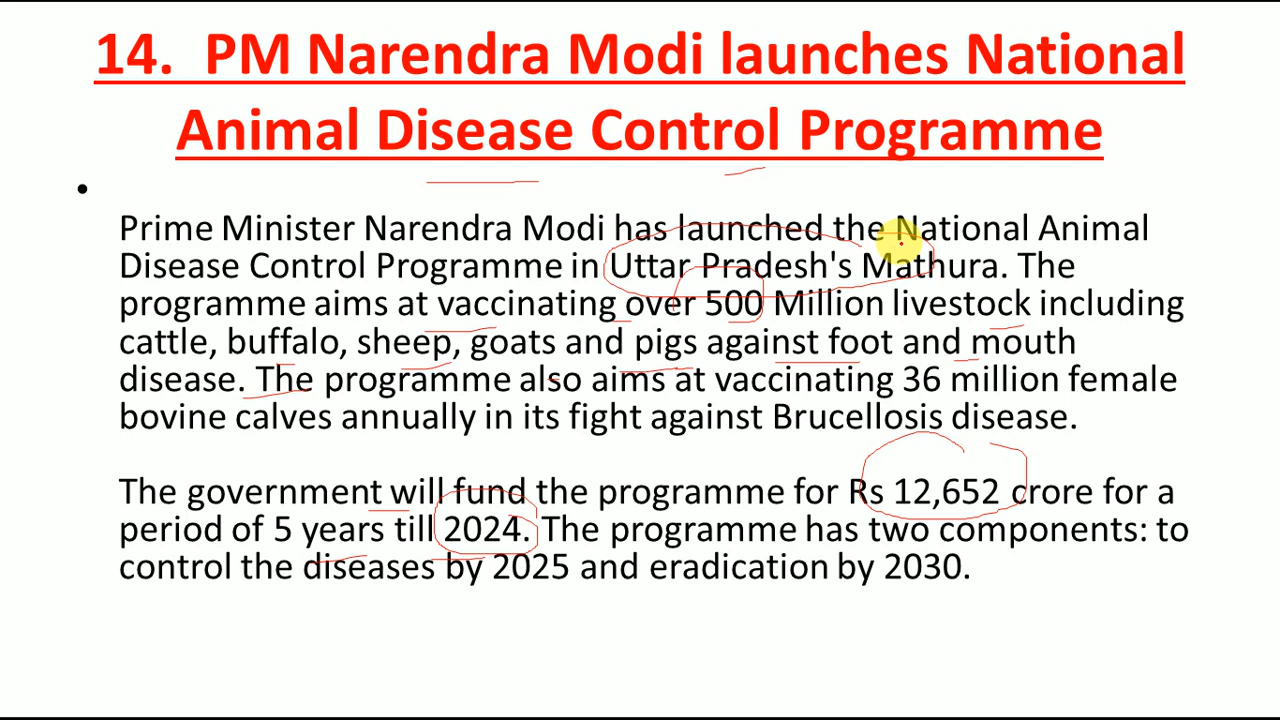 14. PM Narendra Modi launches National
Animal Disease Control Programme
•
Prime Minister Narendra Modi has launched the National Animal
Disease Control Programme in Uttar Pradesh's Mathura. The
programme aims at vaccinating over 500 Million livestock including
cattle, buffalo, sheep, goats and pigs against foot and mouth
disease. The programme also aims at vaccinating 36 million female
bovine calves annually in its fight against Brucellosis disease.
The government will fund the programme for Rs 12,652 crore for a
period of 5 years till 2024. The programme has two components: to
control the diseases by 2025 and eradication by 2030.